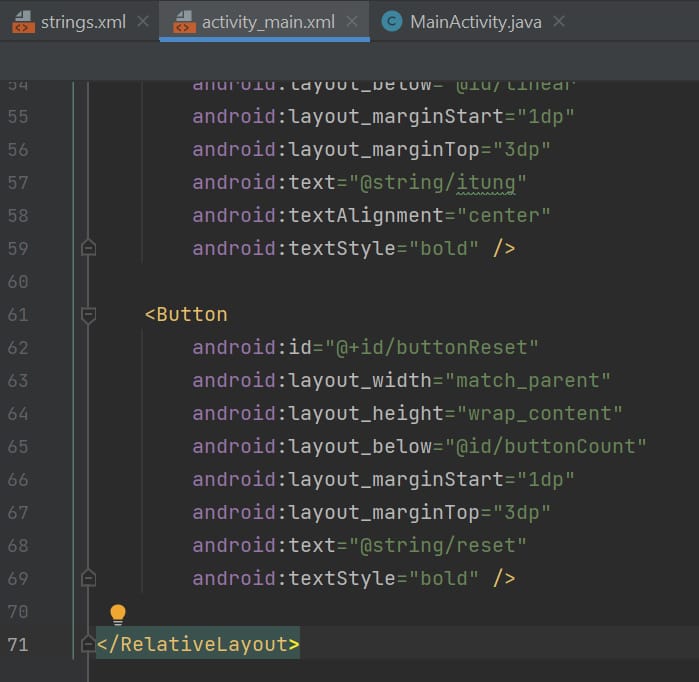 strings.xml
activity_main.xml
C MainActivity.java
54 android:layout_below="@id/linear"
55 android:layout_marginStart="1dp"
56 android:layout_marginTop="3dp"
57 android:text="@string/itung"
58 android:textAlignment="center"
59 android:textStyle="bold" />
60
61 <Button
62 android:id="@+id/buttonReset"
63 android:layout_width="match_parent"
64 android:layout_height="wrap_content"
65 android:layout_below="@id/buttonCount"
66 android:layout_marginStart="1dp"
67 android:layout_marginTop="3dp"
68 android:text="@string/reset"
69 android:textStyle="bold" />
70
71 </RelativeLayout>